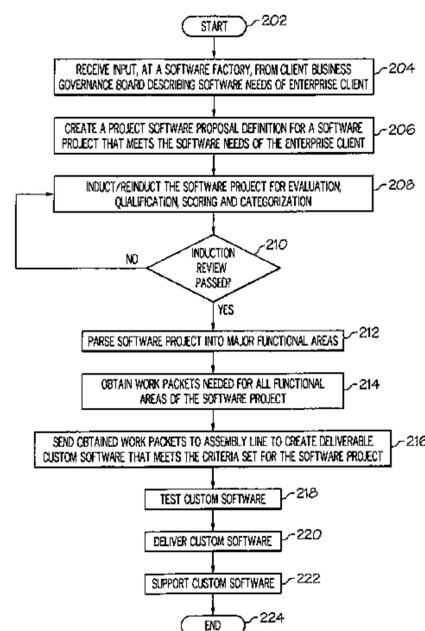 START
202
RECEIVE INPUT, AT A SOFTWARE FACTORY, FROM CLIENT BUSINESS
GOVERNANCE BOARD DESCRIBING SOFTWARE NEEDS OF ENTERPRISE CLIENT
204
CREATE A PROJECT SOFTWARE PROPOSAL DEFINITION FOR A SOFTWARE
PROJECT THAT MEETS THE SOFTWARE NEEDS OF THE ENTERPRISE CLIENT
206
INDUCT/REINDUCT THE SOFTWARE PROJECT FOR EVALUATION,
QUALIFICATION, SCORING AND CATEGORIZATION
208
INDUCTION
REVIEW
PASSED?
210
NO
YES
PARSE SOFTWARE PROJECT INTO MAJOR FUNCTIONAL AREAS
212
OBTAIN WORK PACKETS NEEDED FOR ALL FUNCTIONAL
AREAS OF THE SOFTWARE PROJECT
214
SEND OBTAINED WORK PACKETS TO ASSEMBLY LINE TO CREATE DELIVERABLE
CUSTOM SOFTWARE THAT MEETS THE CRITERIA SET FOR THE SOFTWARE PROJECT
216
TEST CUSTOM SOFTWARE
218
DELIVER CUSTOM SOFTWARE
220
SUPPORT CUSTOM SOFTWARE
222
END
224